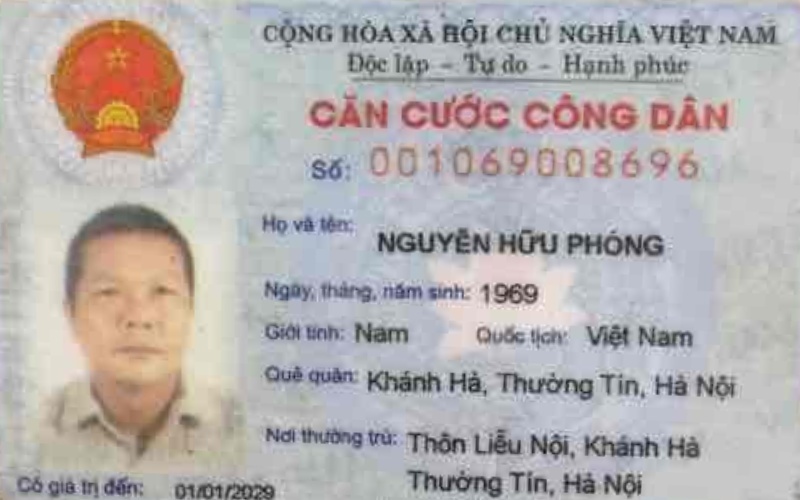 CỘNG HÒA XÃ HỘI CHỦ NGHĨA VIỆT NAM
Độc lập - Tự do - Hạnh phúc
CĂN CƯỚC CÔNG DÂN
Số: 001069008696
Họ và tên: NGUYỄN HỮU PHÓNG
Ngày, tháng, năm sinh: 1969
Giới tính: Nam Quốc tịch: Việt Nam
Quê quán: Khánh Hà, Thường Tín, Hà Nội
Nơi thường trú: Thôn Liễu Nội, Khánh Hà
Thường Tín, Hà Nội
Có giá trị đến: 01/01/2029